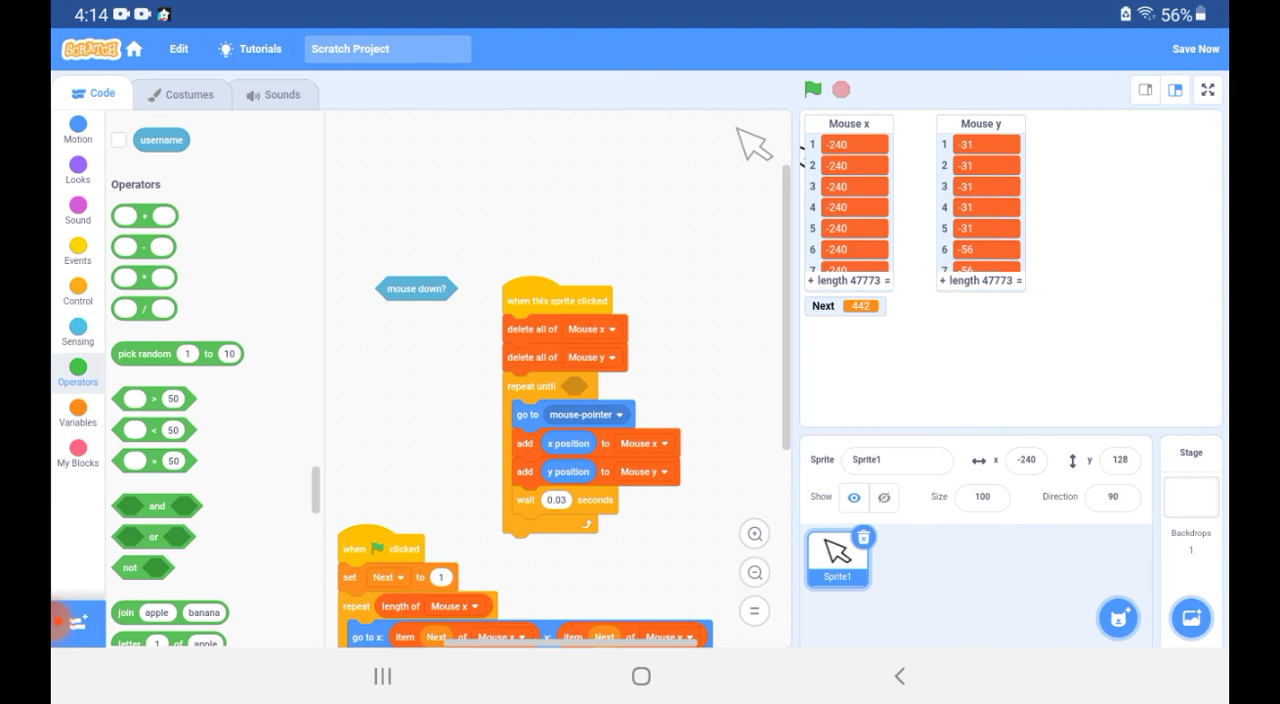 4:14
56%
SCRATCH
Edit
Tutorials
Scratch Project
Save Now
Code
Costumes
Sounds
Motion
Looks
Sound
Events
Control
Sensing
Operators
Variables
My Blocks
username
Operators
+
-
*
/
pick random 1 to 10
> 50
< 50
= 50
and
or
not
join apple banana
letter 1 of apple
mouse down?
when this sprite clicked
delete all of Mouse x
delete all of Mouse y
repeat until
go to mouse-pointer
add x position to Mouse x
add y position to Mouse y
wait 0.03 seconds
when clicked
set Next to 1
repeat length of Mouse x
go to x: item Next of Mouse x y: item Next of Mouse y
Mouse x
1 -240
2 -240
3 -240
4 -240
5 -240
6 -240
7 -240
+ length 47773 =
Mouse y
1 -31
2 -31
3 -31
4 -31
5 -31
6 -56
7 -56
+ length 47773 =
Next 442
Sprite Sprite1 x -240 y 128
Show Size 100 Direction 90
Sprite1
Stage
Backdrops
1